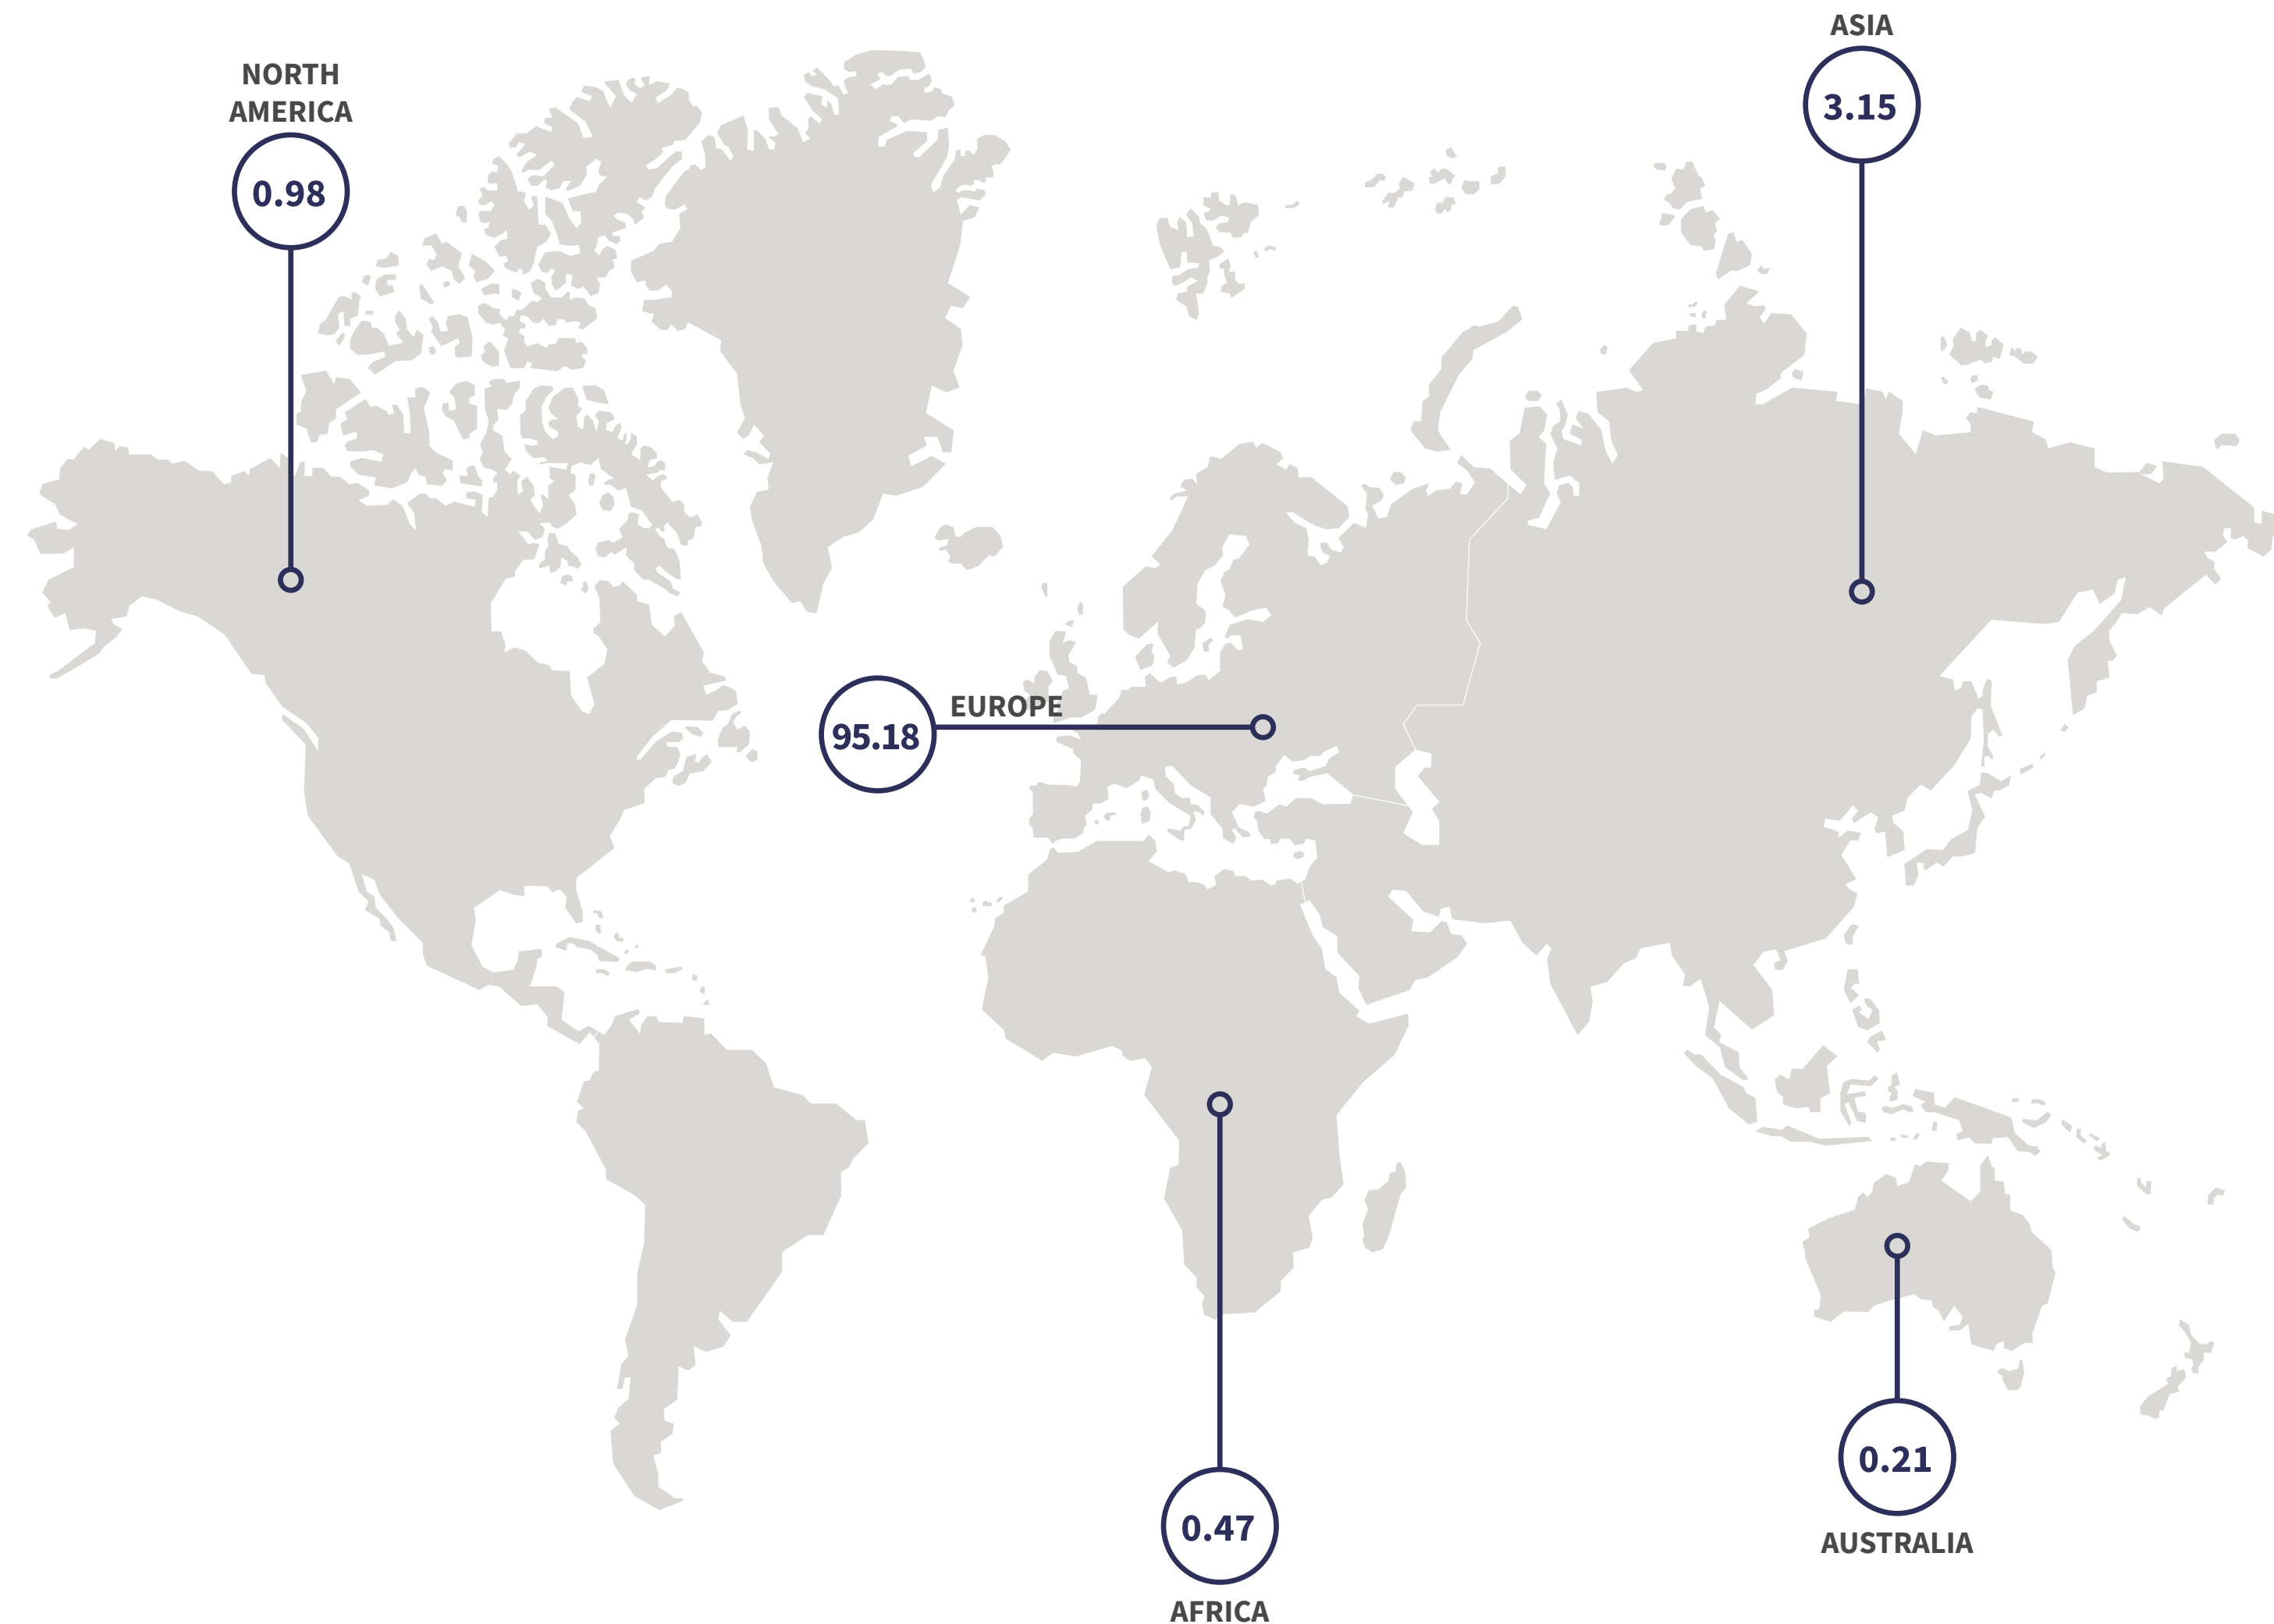 ASIA
3.15
NORTH
AMERICA
0.98
EUROPE
95.18
0.21
AUSTRALIA
0.47
AFRICA